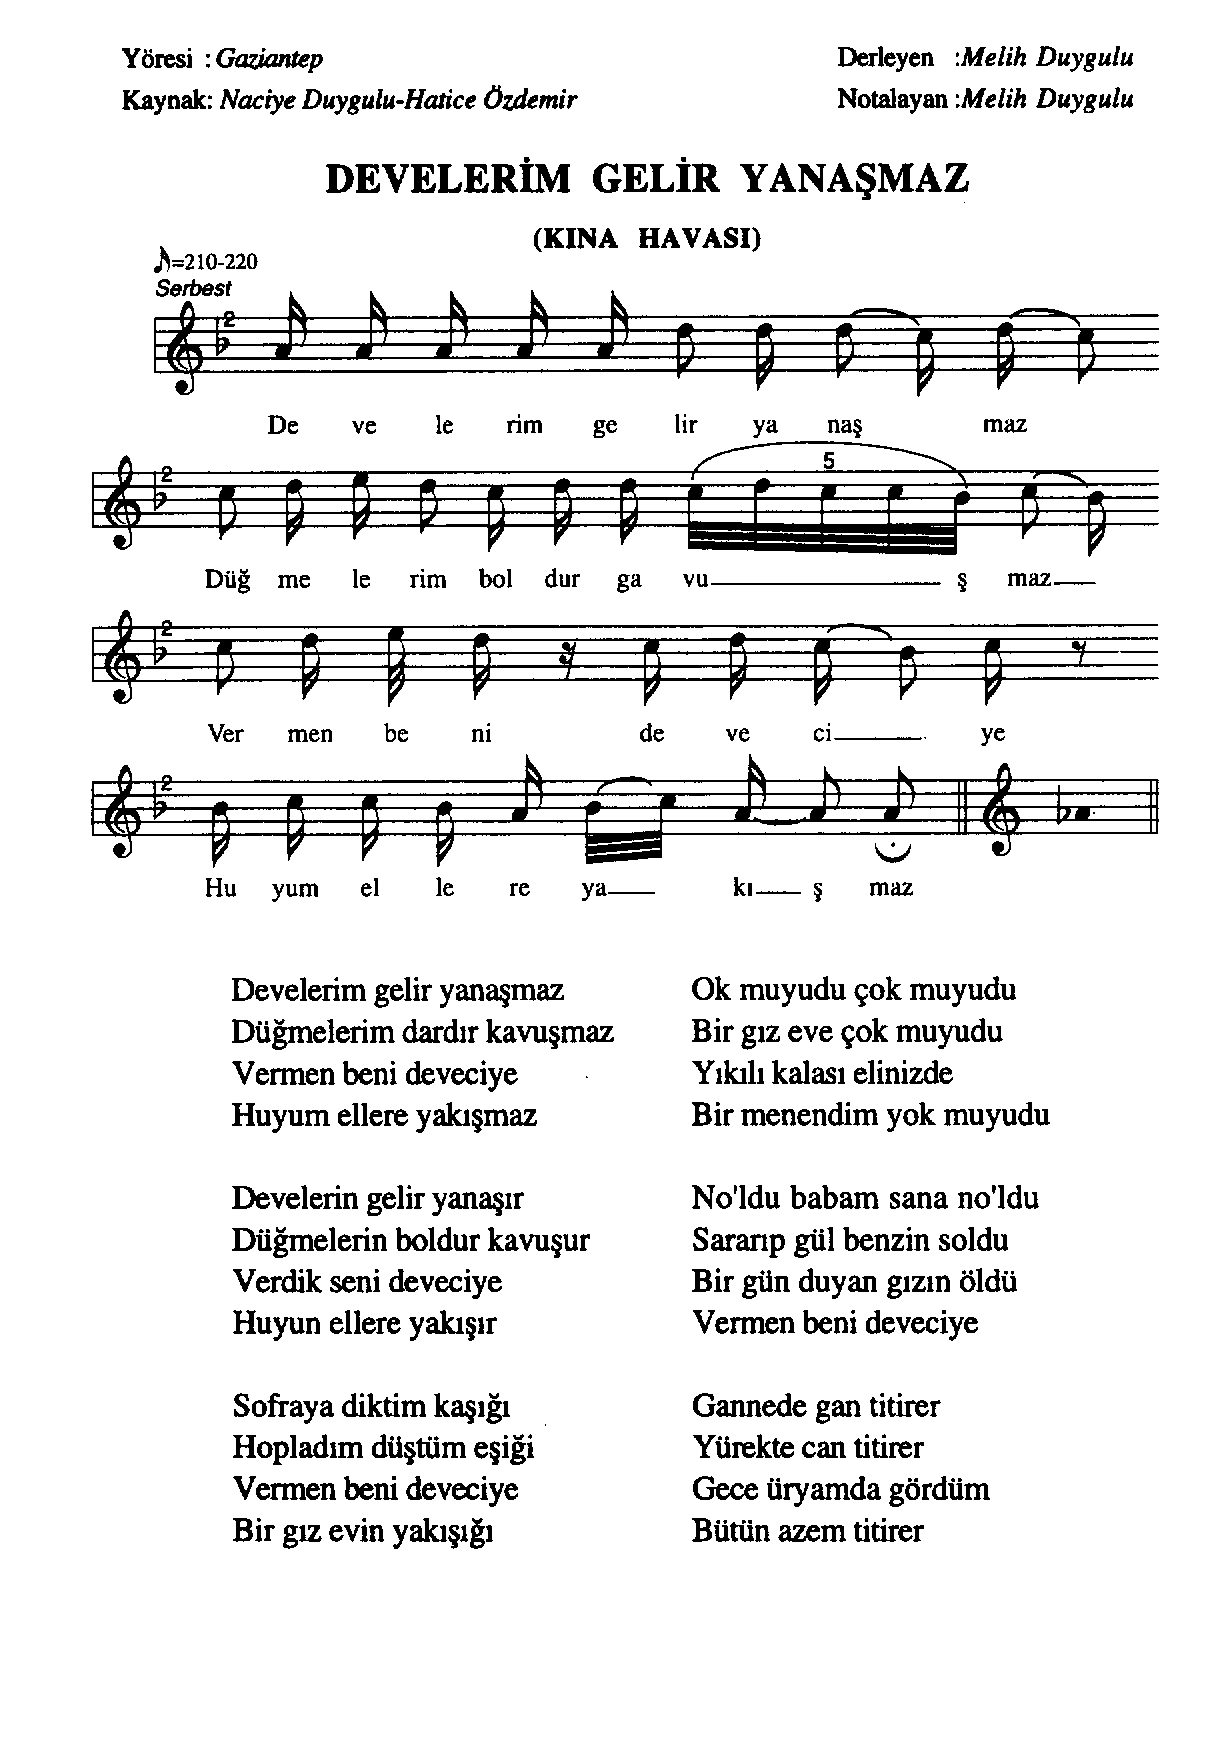 Yöresi : Gaziantep
Derleyen :Melih Duygulu
Kaynak: Naciye Duygulu-Hatice Özdemir
Notalayan :Melih Duygulu
DEVELERİM GELİR YANAŞMAZ
(KINA HAVASI)
♪=210-220
Serbest
2
De ve le rim ge lir ya naş maz
2
5
Düğ me le rim bol dur ga vu ş maz
2
Ver men be ni de ve ci ye
2
Hu yum el le re ya kı ş maz
Develerim gelir yanaşmaz
Düğmelerim dardır kavuşmaz
Vermen beni deveciye
Huyum ellere yakışmaz
Develerin gelir yanaşır
Düğmelerin boldur kavuşur
Verdik seni deveciye
Huyun ellere yakışır
Sofraya diktim kaşığı
Hopladım düştüm eşiği
Vermen beni deveciye
Bir gız evin yakışığı
Ok muyudu çok muyudu
Bir gız eve çok muyudu
Yıkılı kalası elinizde
Bir menendim yok muyudu
No'ldu babam sana no'ldu
Sararıp gül benzin soldu
Bir gün duyan gızın öldü
Vermen beni deveciye
Gannede gan titirer
Yürekte can titirer
Gece üryamda gördüm
Bütün azem titirer